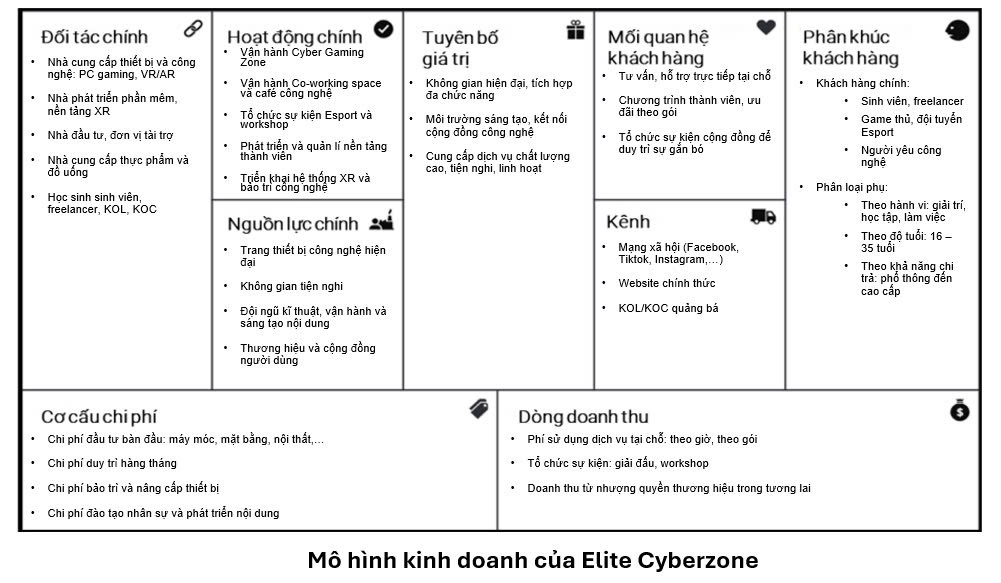 Đối tác chính
• Nhà cung cấp thiết bị và công
nghệ: PC gaming, VR/AR
• Nhà phát triển phần mềm,
nền tảng XR
• Nhà đầu tư, đơn vị tài trợ
• Nhà cung cấp thực phẩm và
đồ uống
• Học sinh sinh viên,
freelancer, KOL, KOC
Hoạt động chính
• Vận hành Cyber Gaming
Zone
• Vận hành Co-working space
và café công nghệ
• Tổ chức sự kiện Esport và
workshop
• Phát triển và quản lí nền tảng
thành viên
• Triển khai hệ thống XR và
bảo trì công nghệ
Nguồn lực chính
• Trang thiết bị công nghệ hiện
đại
• Không gian tiện nghi
• Đội ngũ kĩ thuật, vận hành và
sáng tạo nội dung
• Thương hiệu và cộng đồng
người dùng
Tuyên bố
giá trị
• Không gian hiện đại, tích hợp
đa chức năng
• Môi trường sáng tạo, kết nối
cộng đồng công nghệ
• Cung cấp dịch vụ chất lượng
cao, tiện nghi, linh hoạt
Mối quan hệ
khách hàng
• Tư vấn, hỗ trợ trực tiếp tại chỗ
• Chương trình thành viên, ưu
đãi theo gói
• Tổ chức sự kiện cộng đồng để
duy trì sự gắn bó
Kênh
• Mạng xã hội (Facebook,
Tiktok, Instagram,…)
• Website chính thức
• KOL/KOC quảng bá
Phân khúc
khách hàng
• Khách hàng chính:
• Sinh viên, freelancer
• Game thủ, đội tuyển
Esport
• Người yêu công
nghệ
• Phân loại phụ:
• Theo hành vi: giải trí,
học tập, làm việc
• Theo độ tuổi: 16 –
35 tuổi
• Theo khả năng chi
trả: phổ thông đến
cao cấp
Cơ cấu chi phí
• Chi phí đầu tư bàn đầu: máy móc, mặt bằng, nội thất,…
• Chi phí duy trì hàng tháng
• Chi phí bảo trì và nâng cấp thiết bị
• Chi phí đào tạo nhân sự và phát triển nội dung
Dòng doanh thu
$
• Phí sử dụng dịch vụ tại chỗ: theo giờ, theo gói
• Tổ chức sự kiện: giải đấu, workshop
• Doanh thu từ nhượng quyền thương hiệu trong tương lai
Mô hình kinh doanh của Elite Cyberzone